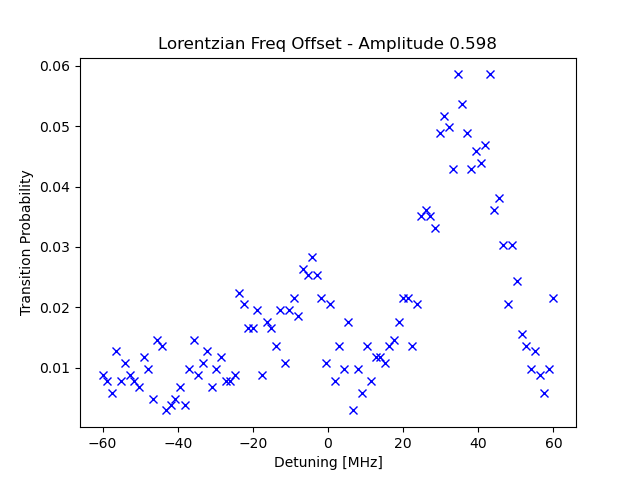 Lorentzian Freq Offset - Amplitude 0.598
0.06
0.05
0.04
0.03
0.02
0.01
Transition Probability
−60 −40 −20 0 20 40 60
Detuning [MHz]